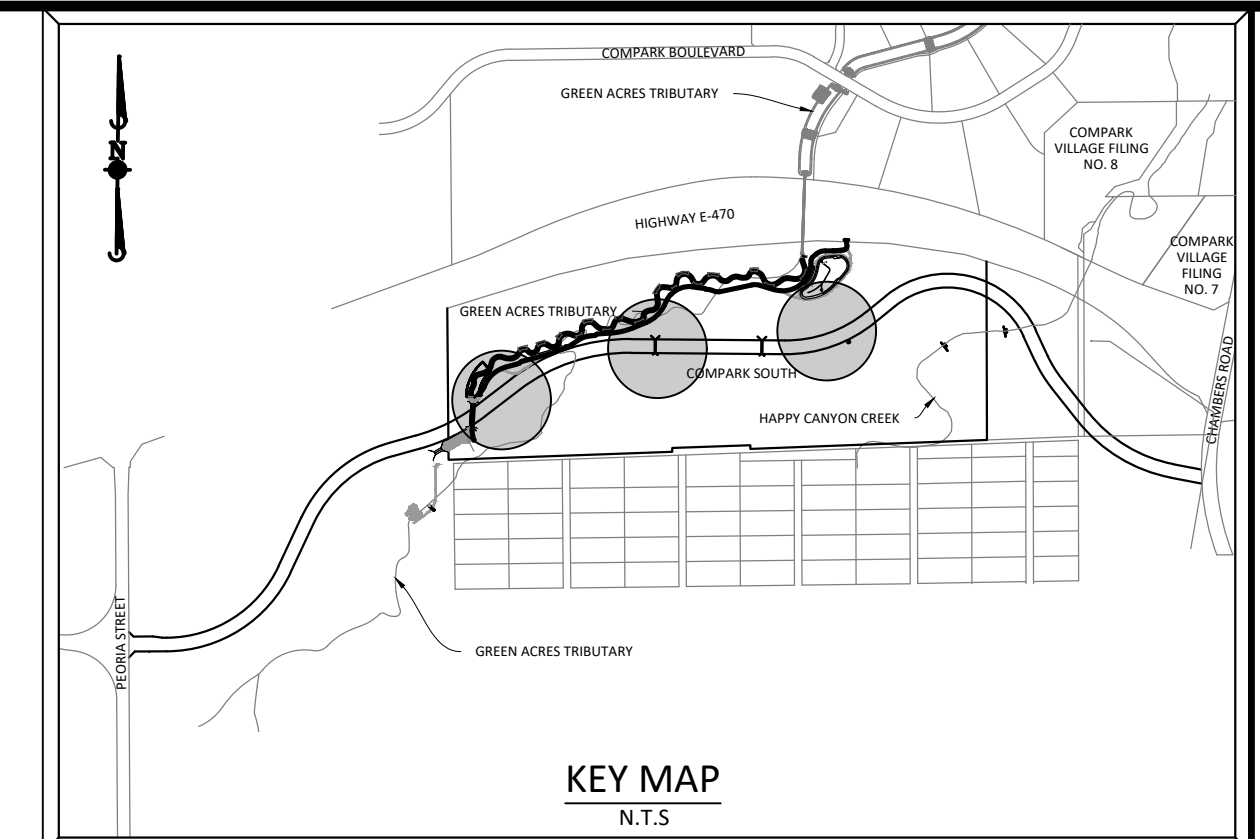 COMPARK BOULEVARD
GREEN ACRES TRIBUTARY
COMPARK
VILLAGE FILING
NO. 8
N
HIGHWAY E-470
COMPARK
VILLAGE
FILING
NO. 7
GREEN ACRES TRIBUTARY
COMPARK SOUTH
HAPPY CANYON CREEK
CHAMBERS ROAD
PEORIA STREET
GREEN ACRES TRIBUTARY
KEY MAP
N.T.S